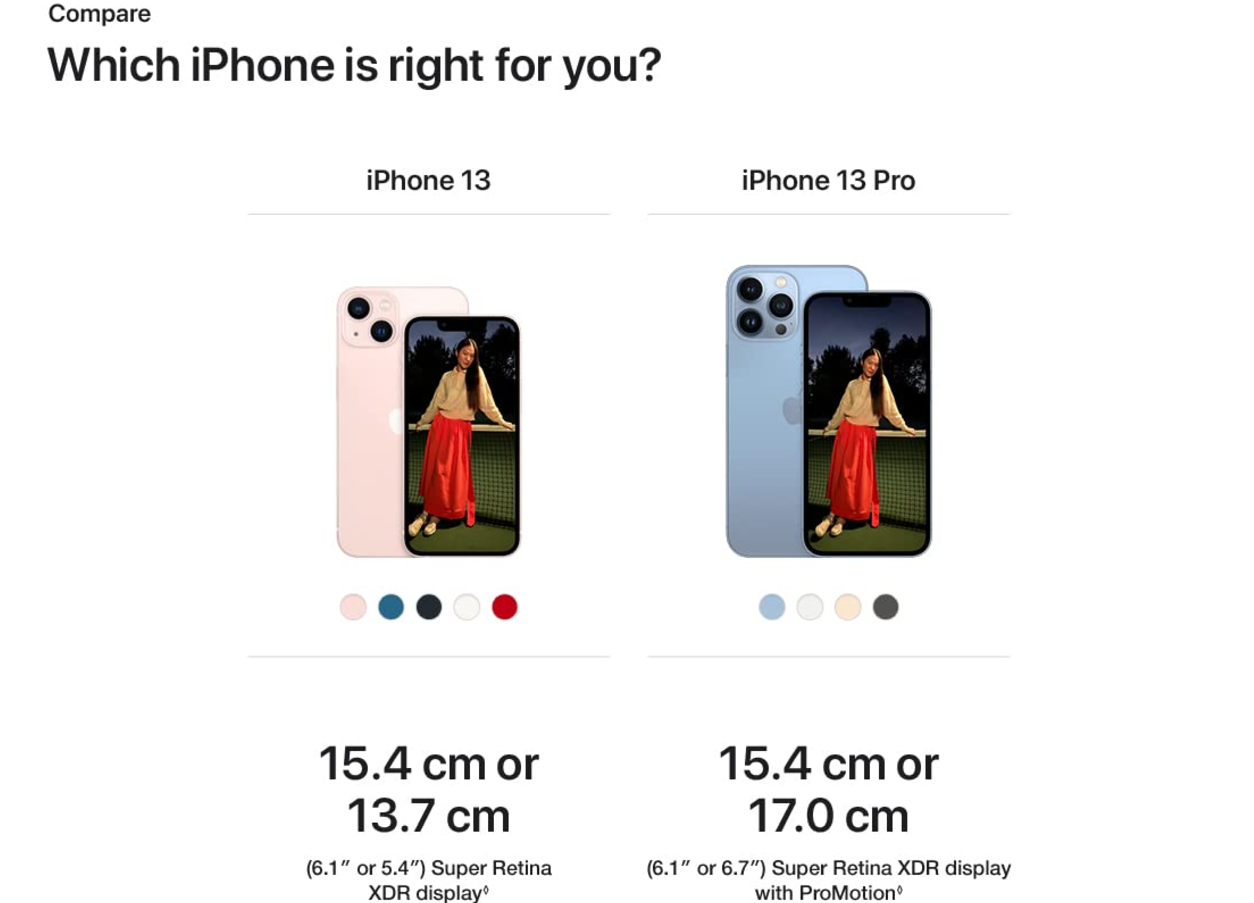 Compare
Which iPhone is right for you?
iPhone 13
iPhone 13 Pro
15.4 cm or
13.7 cm
(6.1″ or 5.4″) Super Retina
XDR display◊
15.4 cm or
17.0 cm
(6.1″ or 6.7″) Super Retina XDR display
with ProMotion◊